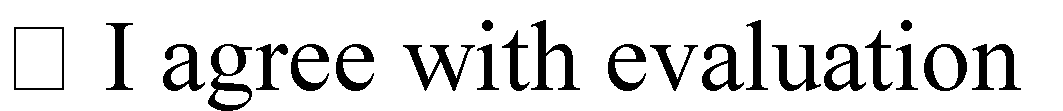 ☐ I agree with evaluation